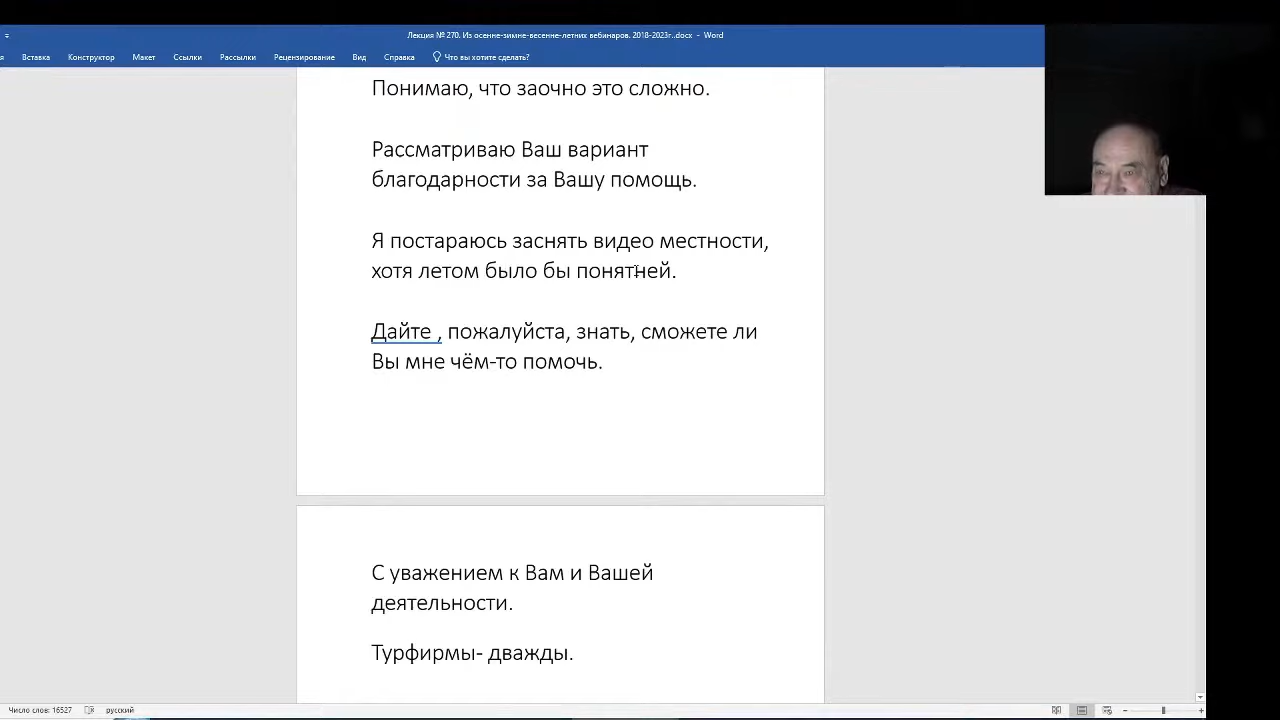 Лекция № 270. Из осенне-зимне-весенне-летних вебинаров. 2018-2023г..docx - Word
Вставка Конструктор Макет Ссылки Рассылки Рецензирование Вид Справка Что вы хотите сделать?
Понимаю, что заочно это сложно.
Рассматриваю Ваш вариант
благодарности за Вашу помощь.
Я постараюсь заснять видео местности,
хотя летом было бы понятней.
Дайте , пожалуйста, знать, сможете ли
Вы мне чём-то помочь.
С уважением к Вам и Вашей
деятельности.
Турфирмы- дважды.
Число слов: 16527 русский